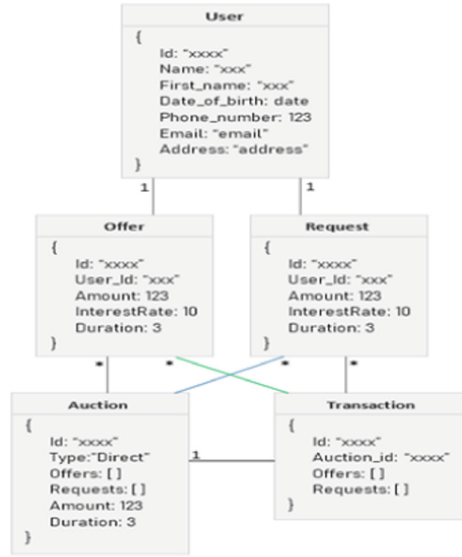 User
{
Id: "xxxx"
Name: "xxx"
First_name: "xxx"
Date_of_birth: date
Phone_number: 123
Email: "email"
Address: "address"
}
1
1
Offer
{
Id: "xxxx"
User_Id: "xxx"
Amount: 123
InterestRate: 10
Duration: 3
}
Request
{
Id: "xxxx"
User_Id: "xxx"
Amount: 123
InterestRate: 10
Duration: 3
}
* * * *
Auction
{
Id: "xxxx"
Type:"Direct"
Offers: [ ]
Requests: [ ]
Amount: 123
Duration: 3
}
1
Transaction
{
Id: "xxxx"
Auction_id: "xxxx"
Offers: [ ]
Requests: [ ]
}